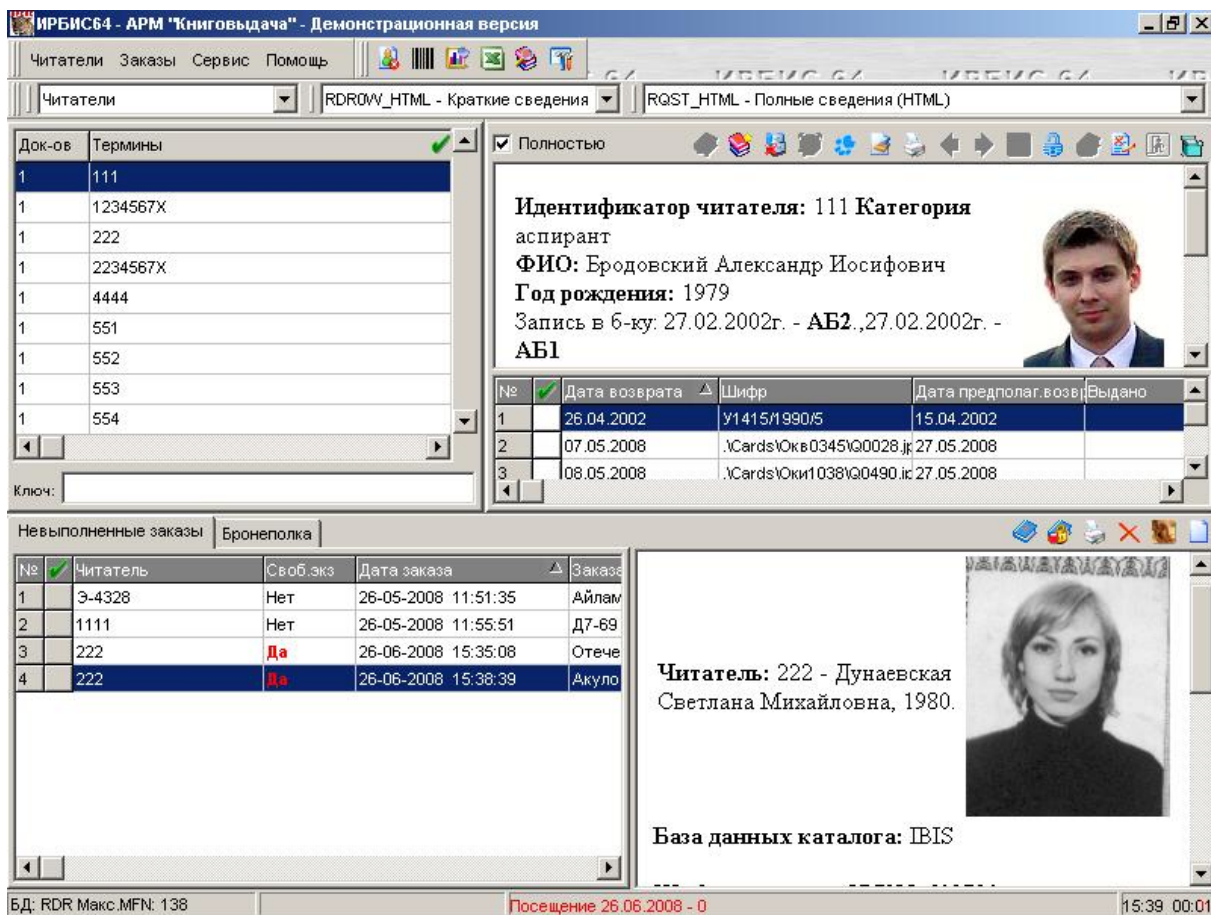 ИРБИС64 - АРМ "Книговыдача" - Демонстрационная версия
Читатели Заказы Сервис Помощь
Читатели
RDR0W_HTML - Краткие сведения
RQST_HTML - Полные сведения (HTML)
Док-ов Термины
1 111
1 1234567X
1 222
1 2234567X
1 4444
1 551
1 552
1 553
1 554
Ключ:
Полностью
Идентификатор читателя: 111 Категория
аспирант
ФИО: Бродовский Александр Иосифович
Год рождения: 1979
Запись в б-ку: 27.02.2002г. - АБ2.,27.02.2002г. -
АБ1
№ Дата возврата Шифр Дата предполаг.возвр Выдано
1 26.04.2002 У1415/1990/5 15.04.2002
2 07.05.2008 .\Cards\Окв0345\Q0028.jp 27.05.2008
3 08.05.2008 .\Cards\Оки1038\Q0490.jp 27.05.2008
Невыполненные заказы Бронеполка
№ Читатель Своб.экз Дата заказа Заказа
1 Э-4328 Нет 26-05-2008 11:51:35 Айлам
2 1111 Нет 26-05-2008 11:55:51 Д7-69
3 222 Да 26-06-2008 15:35:08 Отече
4 222 Да 26-06-2008 15:38:39 Акуло
Читатель: 222 - Дунаевская
Светлана Михайловна, 1980.
База данных каталога: IBIS
БД: RDR Макс.MFN: 138
Посещение 26.06.2008 - 0
15:39 00:01